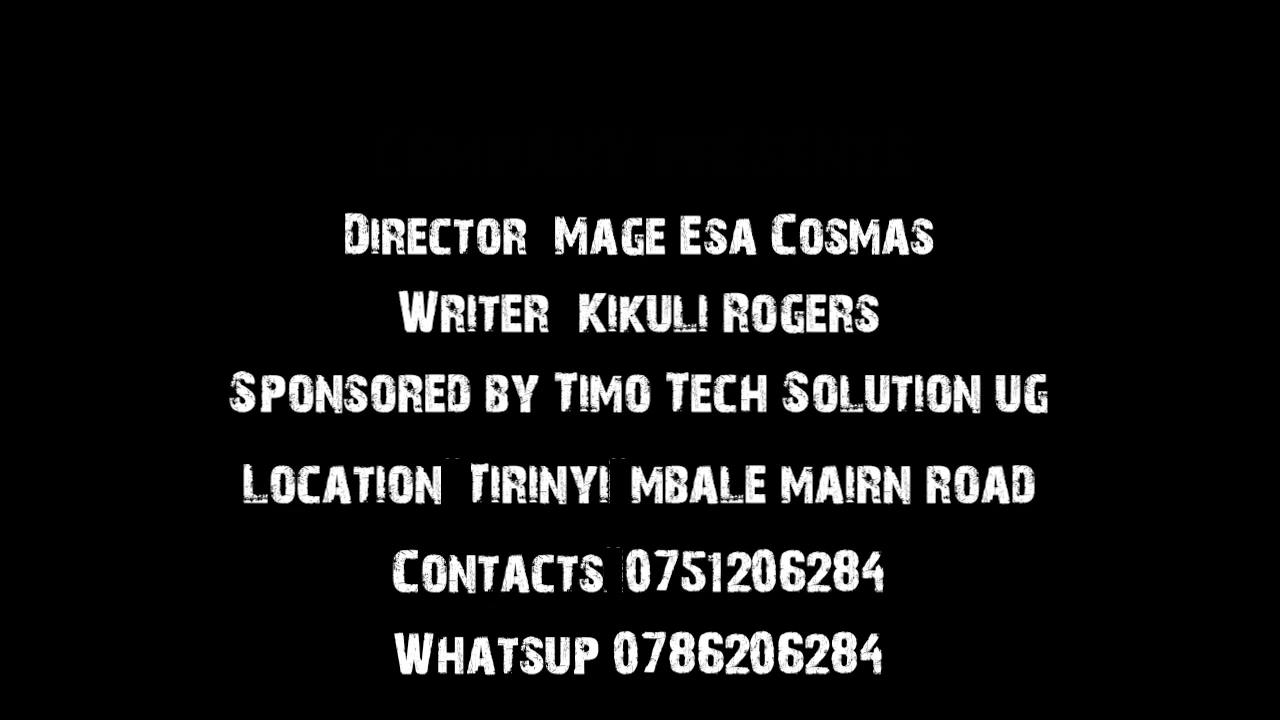 Director Mage Esa Cosmas
Writer Kikuli Rogers
Sponsored by Timo Tech Solution UG
Location Tirinyi mbale mairn road
Contacts 0751206284
Whatsup 0786206284